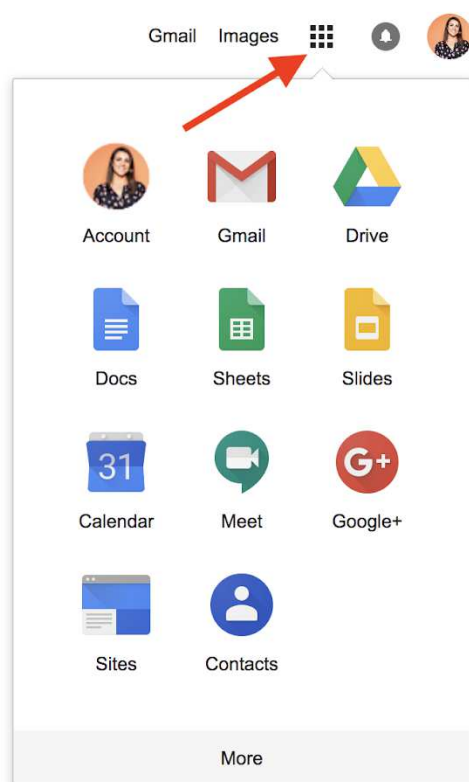 Gmail Images
Account Gmail Drive
Docs Sheets Slides
31
G+
Calendar Meet Google+
Sites Contacts
More